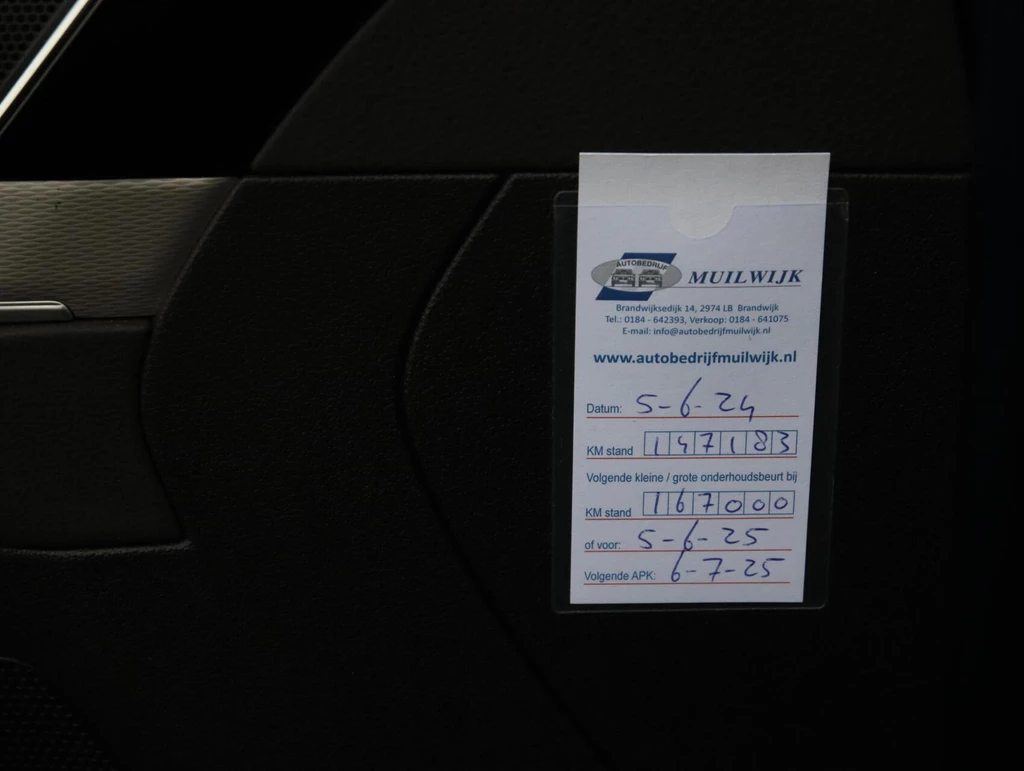 AUTOBEDRIJF
MUILWIJK
Brandwijksedijk 14, 2974 LB Brandwijk
Tel.: 0184 - 642393, Verkoop: 0184 - 641075
E-mail: info@autobedrijfmuilwijk.nl
www.autobedrijfmuilwijk.nl
Datum: 5-6-24
KM stand 147183
Volgende kleine / grote onderhoudsbeurt bij
KM stand 167000
of voor: 5-6-25
Volgende APK: 6-7-25